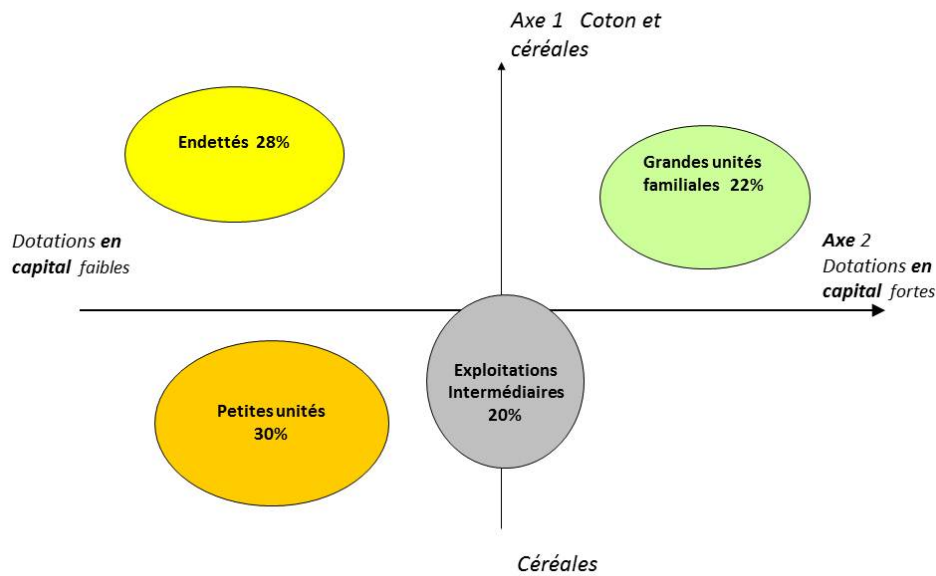 Axe 1 Coton et
céréales
Endettés 28%
Grandes unités
familiales 22%
Dotations en
capital faibles
Axe 2
Dotations en
capital fortes
Exploitations
Intermédiaires
20%
Petites unités
30%
Céréales